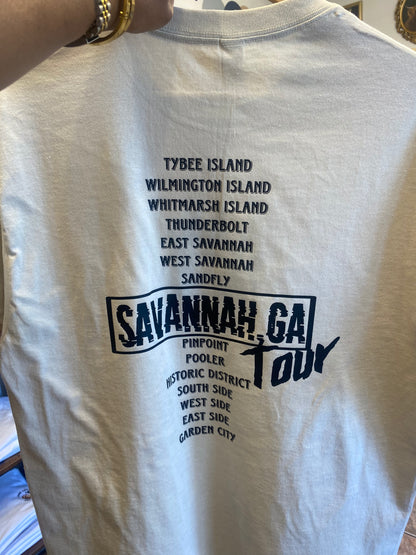 TYBEE ISLAND
WILMINGTON ISLAND
WHITMARSH ISLAND
THUNDERBOLT
EAST SAVANNAH
WEST SAVANNAH
SANDFLY
SAVANNAH, GA
Tour
PINPOINT
POOLER
HISTORIC DISTRICT
SOUTH SIDE
WEST SIDE
EAST SIDE
GARDEN CITY